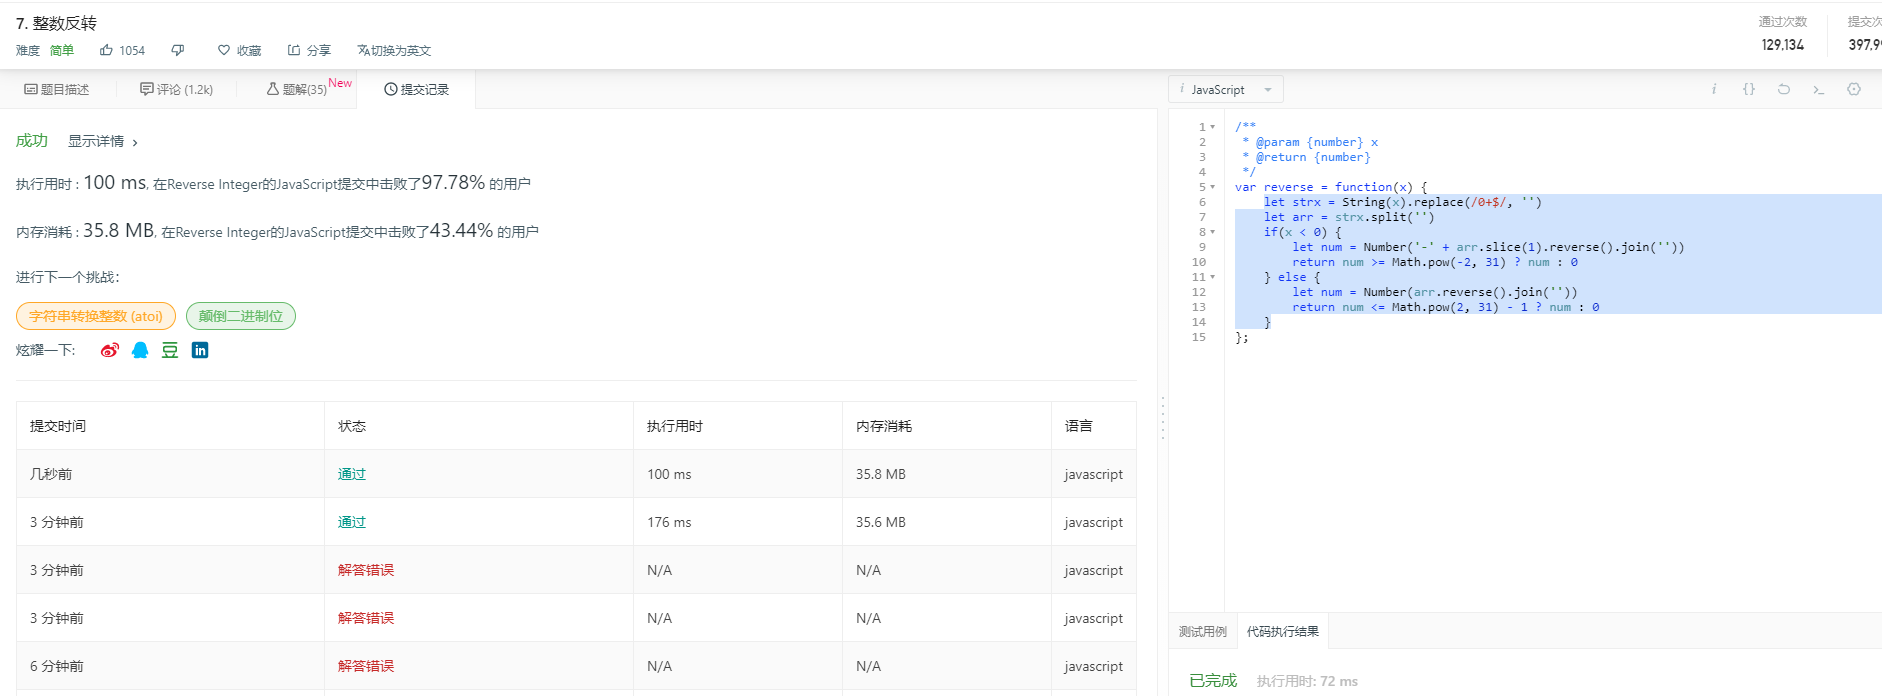 7. 整数反转
难度 简单 1054 收藏 分享 切换为英文
通过次数
129,134
题目描述
评论 (1.2k)
题解(35) New
提交记录
成功 显示详情 >
执行用时 : 100 ms, 在Reverse Integer的JavaScript提交中击败了97.78% 的用户
内存消耗 : 35.8 MB, 在Reverse Integer的JavaScript提交中击败了43.44% 的用户
进行下一个挑战：
字符串转换整数 (atoi) 颠倒二进制位
炫耀一下:
提交时间 状态 执行用时 内存消耗 语言
几秒前 通过 100 ms 35.8 MB javascript
3 分钟前 通过 176 ms 35.6 MB javascript
3 分钟前 解答错误 N/A N/A javascript
3 分钟前 解答错误 N/A N/A javascript
6 分钟前 解答错误 N/A N/A javascript
i JavaScript
1 /**
2 * @param {number} x
3 * @return {number}
4 */
5 var reverse = function(x) {
6 let strx = String(x).replace(/0+$/, '')
7 let arr = strx.split('')
8 if(x < 0) {
9 let num = Number('-' + arr.slice(1).reverse().join(''))
10 return num >= Math.pow(-2, 31) ? num : 0
11 } else {
12 let num = Number(arr.reverse().join(''))
13 return num <= Math.pow(2, 31) - 1 ? num : 0
14 }
15 };
测试用例 代码执行结果
已完成 执行用时: 72 ms